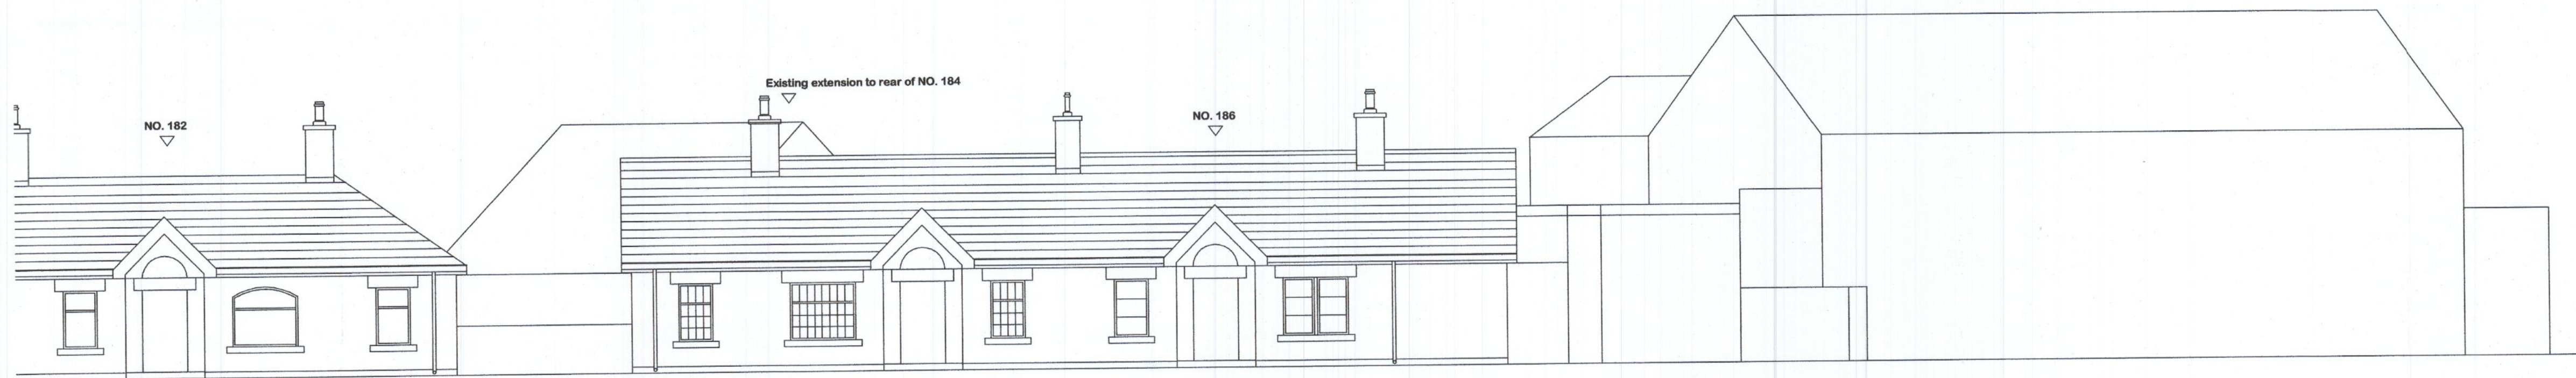 NO. 182
Existing extension to rear of NO. 184
NO. 186